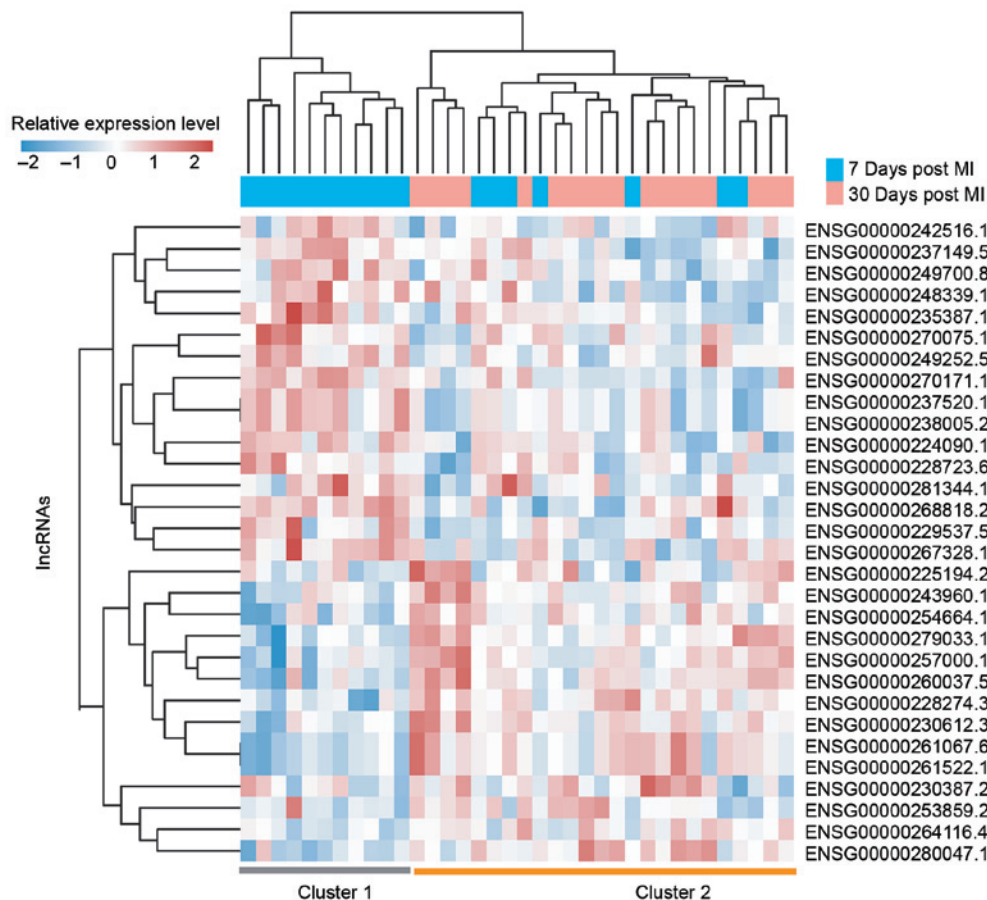 Relative expression level
−2 −1 0 1 2
7 Days post MI
30 Days post MI
ENSG00000242516.1
ENSG00000237149.5
ENSG00000249700.8
ENSG00000248339.1
ENSG00000235387.1
ENSG00000270075.1
ENSG00000249252.5
ENSG00000270171.1
ENSG00000237520.1
ENSG00000238005.2
ENSG00000224090.1
ENSG00000228723.6
ENSG00000281344.1
ENSG00000268818.2
ENSG00000229537.5
ENSG00000267328.1
ENSG00000225194.2
ENSG00000243960.1
ENSG00000254664.1
ENSG00000279033.1
ENSG00000257000.1
ENSG00000260037.5
ENSG00000228274.3
ENSG00000230612.3
ENSG00000261067.6
ENSG00000261522.1
ENSG00000230387.2
ENSG00000253859.2
ENSG00000264116.4
ENSG00000280047.1
lncRNAs
Cluster 1
Cluster 2